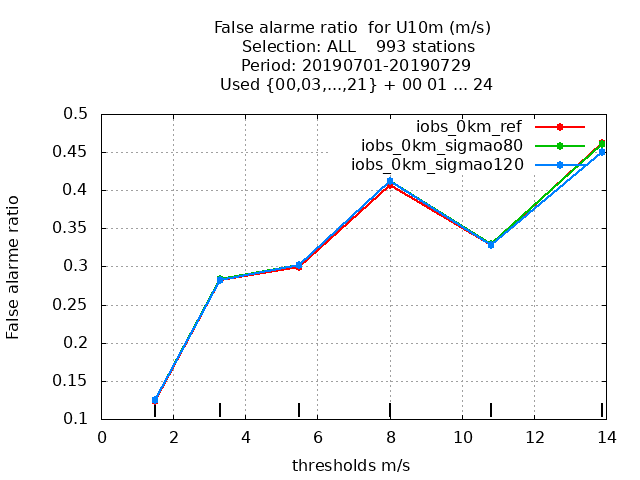 False alarme ratio  for U10m (m/s)
Selection: ALL    993 stations
Period: 20190701-20190729
Used {00,03,...,21} + 00 01 ... 24
iobs_0km_ref
iobs_0km_sigmao80
iobs_0km_sigmao120
False alarme ratio
0.5
0.45
0.4
0.35
0.3
0.25
0.2
0.15
0.1
0 2 4 6 8 10 12 14
thresholds m/s